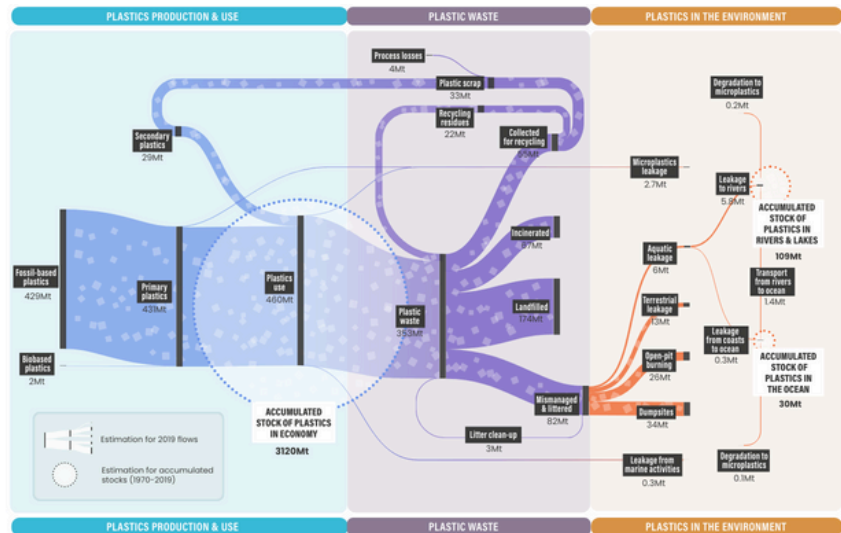 PLASTICS PRODUCTION & USE
PLASTIC WASTE
PLASTICS IN THE ENVIRONMENT
Process losses
4Mt
Plastic scrap
33Mt
Recycling
residues
22Mt
Secondary
plastics
29Mt
Collected
for recycling
55Mt
Degradation to
microplastics
0.2Mt
Microplastics
leakage
2.7Mt
Leakage
to rivers
5.8Mt
ACCUMULATED
STOCK OF
PLASTICS IN
RIVERS & LAKES
109Mt
Fossil-based
plastics
429Mt
Primary
plastics
431Mt
Plastics
use
460Mt
Plastic
waste
353Mt
Incinerated
67Mt
Landfilled
174Mt
Aquatic
leakage
6Mt
Terrestrial
leakage
13Mt
Transport
from rivers
to ocean
1.4Mt
Leakage
from coasts
to ocean
0.3Mt
Open-pit
burning
26Mt
Biobased
plastics
2Mt
ACCUMULATED
STOCK OF
PLASTICS IN
THE OCEAN
30Mt
Mismanaged
& littered
82Mt
Dumpsites
34Mt
ACCUMULATED
STOCK OF PLASTICS
IN ECONOMY
3120Mt
Litter clean-up
3Mt
Leakage from
marine activities
0.3Mt
Degradation to
microplastics
0.1Mt
Estimation for 2019 flows
Estimation for accumulated
stocks (1970-2019)
PLASTICS PRODUCTION & USE
PLASTIC WASTE
PLASTICS IN THE ENVIRONMENT